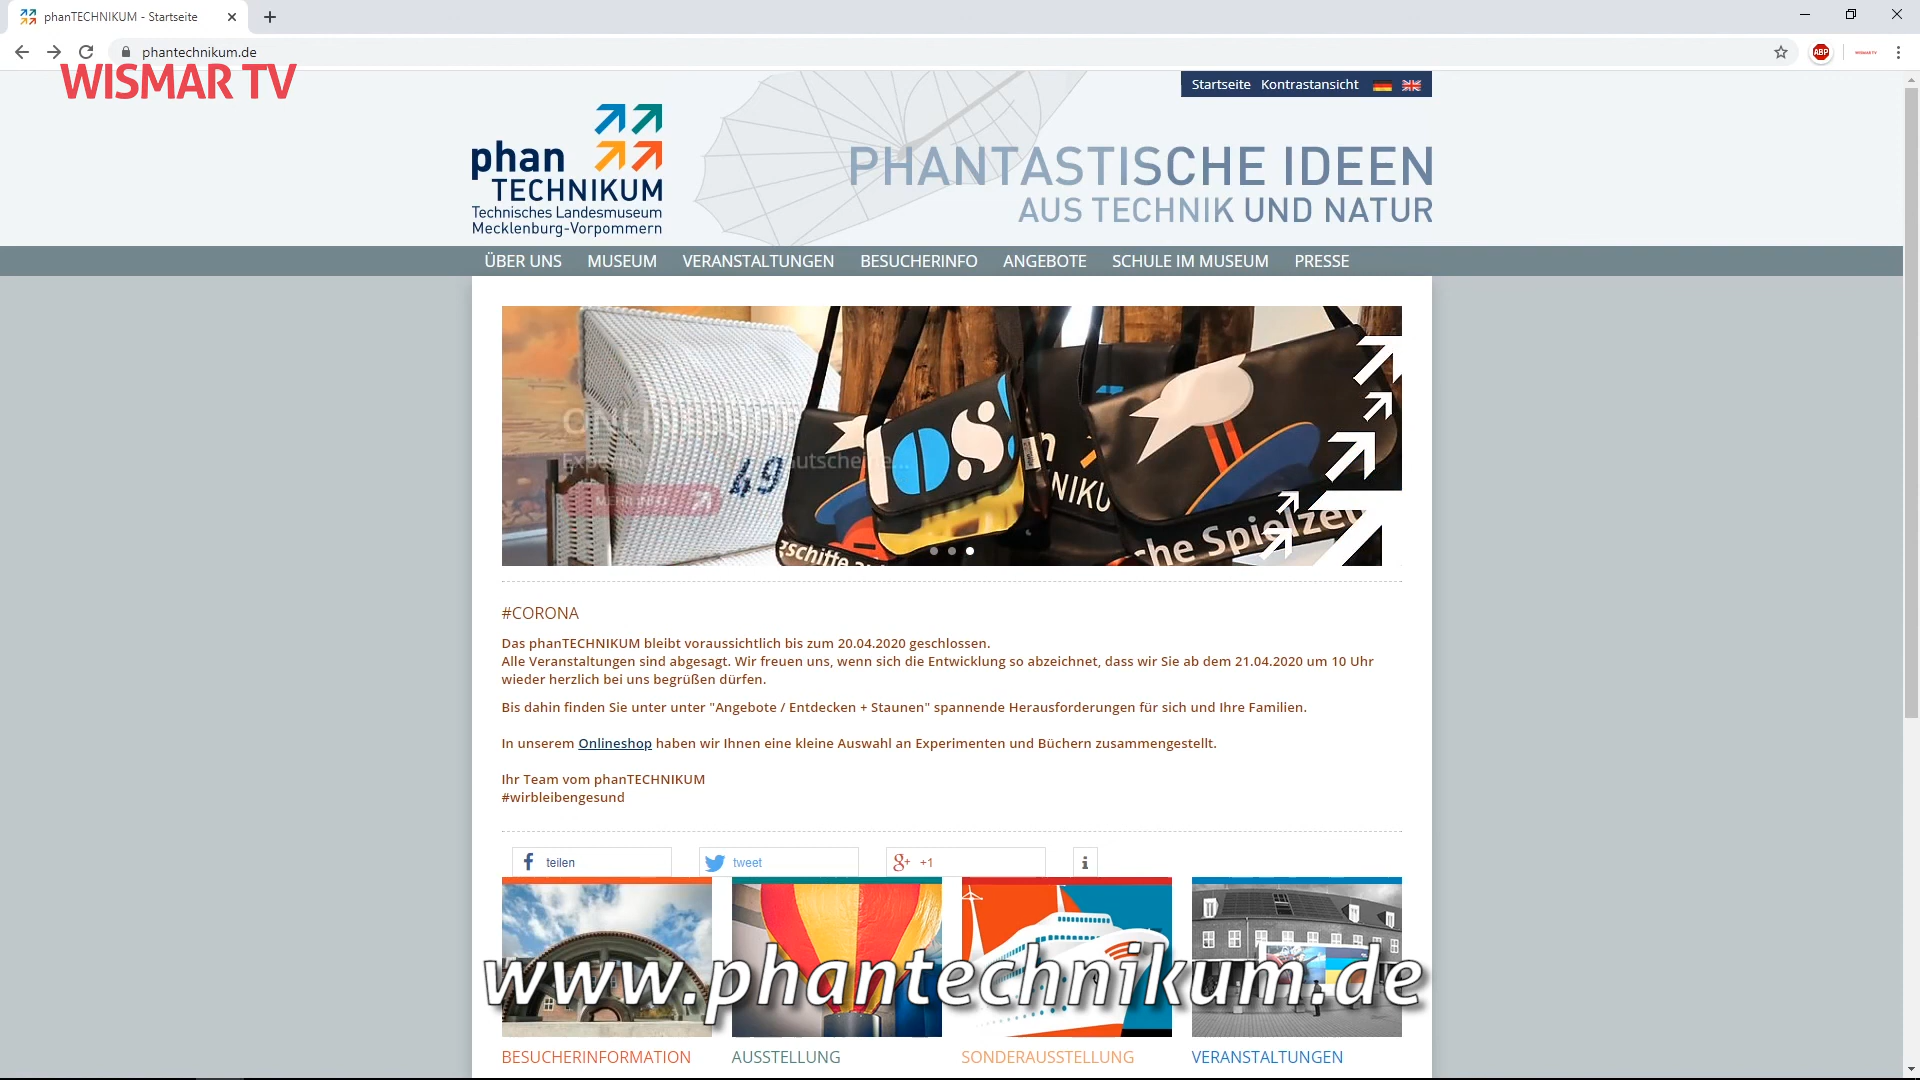 phanTECHNIKUM - Startseite
phantechnikum.de
ABP
WISMAR TV
Startseite Kontrastansicht
phan
TECHNIKUM
Technisches Landesmuseum
Mecklenburg-Vorpommern
PHANTASTISCHE IDEEN
AUS TECHNIK UND NATUR
ÜBER UNS MUSEUM VERANSTALTUNGEN BESUCHERINFO ANGEBOTE SCHULE IM MUSEUM PRESSE
MEHR INFO
49
#CORONA
Das phanTECHNIKUM bleibt voraussichtlich bis zum 20.04.2020 geschlossen.
Alle Veranstaltungen sind abgesagt. Wir freuen uns, wenn sich die Entwicklung so abzeichnet, dass wir Sie ab dem 21.04.2020 um 10 Uhr
wieder herzlich bei uns begrüßen dürfen.
Bis dahin finden Sie unter unter "Angebote / Entdecken + Staunen" spannende Herausforderungen für sich und Ihre Familien.
In unserem Onlineshop haben wir Ihnen eine kleine Auswahl an Experimenten und Büchern zusammengestellt.
Ihr Team vom phanTECHNIKUM
#wirbleibengesund
teilen
tweet
g+ +1
i
www.phantechnikum.de
BESUCHERINFORMATION AUSSTELLUNG SONDERAUSSTELLUNG VERANSTALTUNGEN